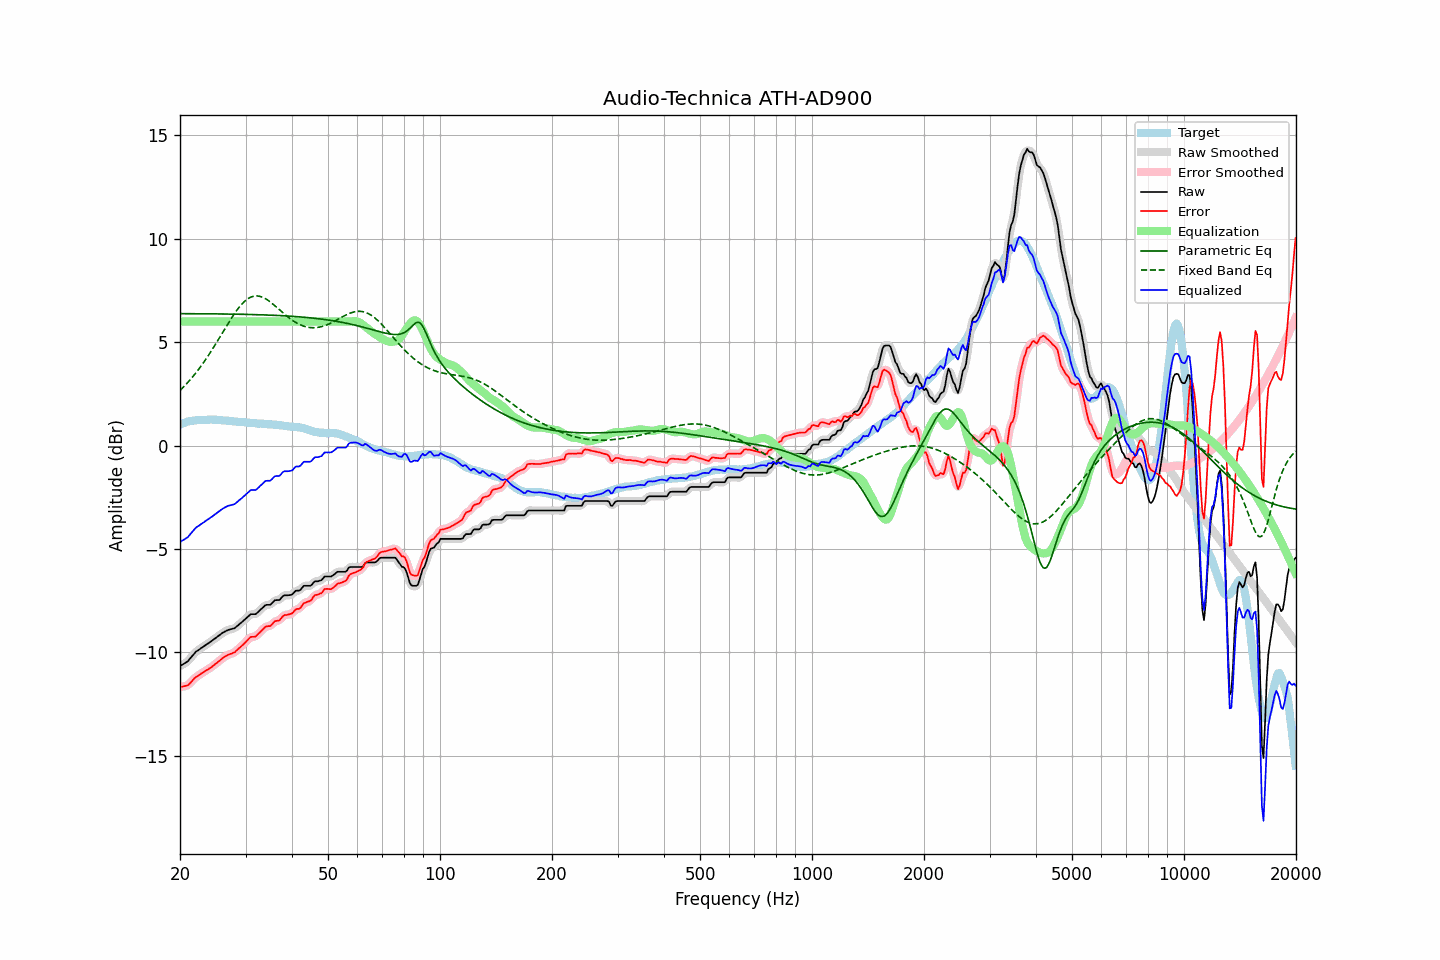 Audio-Technica ATH-AD900
Amplitude (dBr)
15
10
5
0
−5
−10
−15
Target
Raw Smoothed
Error Smoothed
Raw
Error
Equalization
Parametric Eq
Fixed Band Eq
Equalized
20
50
100
200
500
1000
2000
5000
10000
20000
Frequency (Hz)